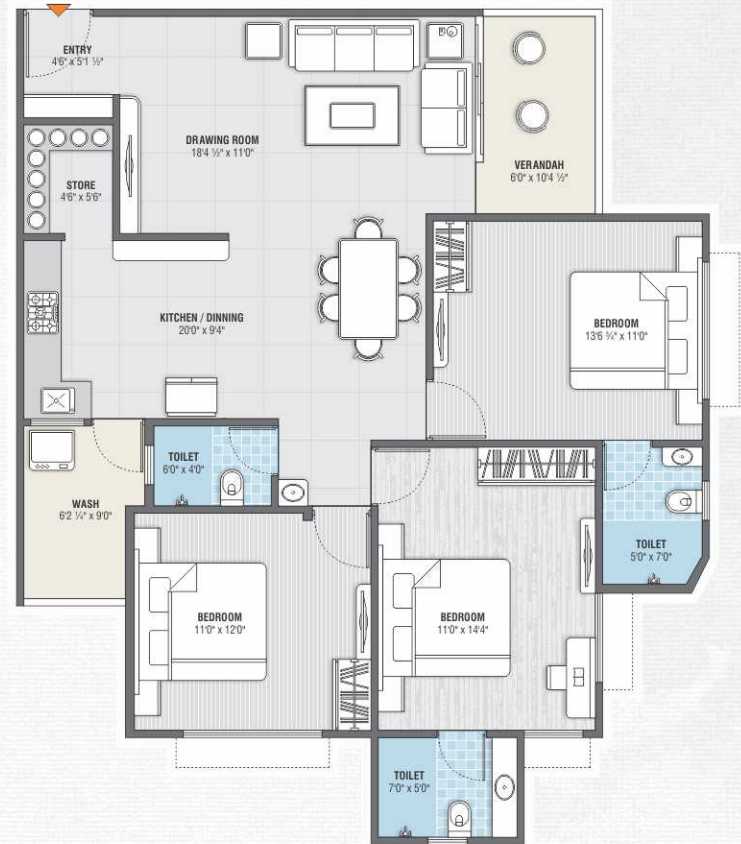 ENTRY
4'6" x 5'1 ½"
DRAWING ROOM
18'4 ½" x 11'0"
VERANDAH
6'0" x 10'4 ½"
STORE
4'6" x 5'6"
KITCHEN / DINNING
20'0" x 9'4"
BEDROOM
13'6 ¾" x 11'0"
TOILET
6'0" x 4'0"
WASH
6'2 ¼" x 9'0"
TOILET
5'0" x 7'0"
BEDROOM
11'0" x 12'0"
BEDROOM
11'0" x 14'4"
TOILET
7'0" x 5'0"